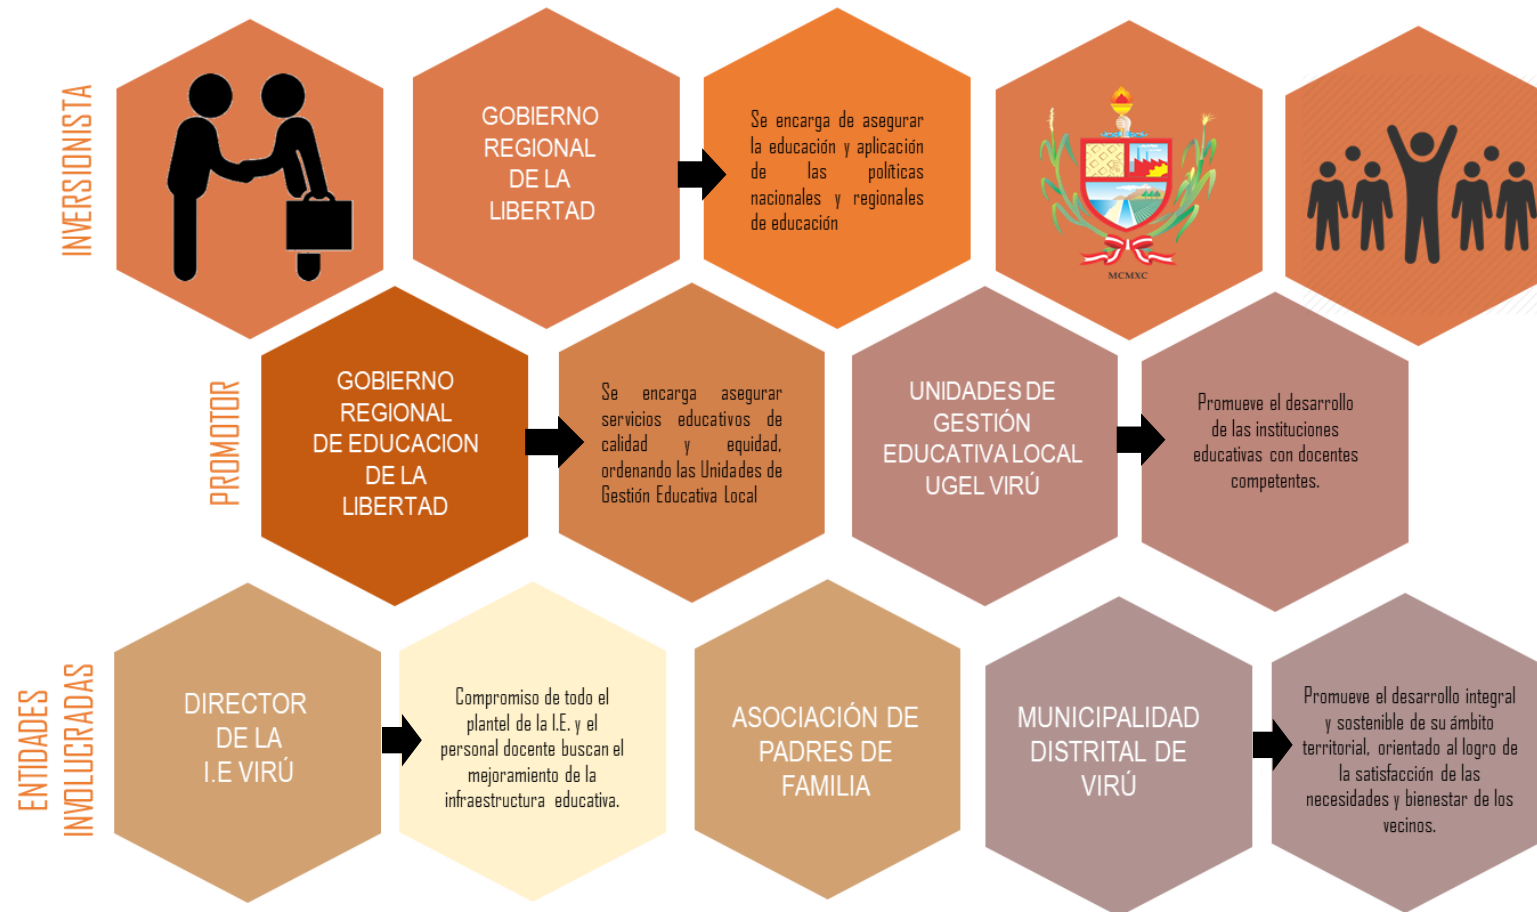 INVERSIONISTA
GOBIERNO
REGIONAL
DE LA
LIBERTAD
Se encarga de asegurar
la educación y aplicación
de las políticas
nacionales y regionales
de educación
MCMXC
PROMOTOR
GOBIERNO
REGIONAL
DE EDUCACION
DE LA
LIBERTAD
Se encarga asegurar
servicios educativos de
calidad y equidad,
ordenando las Unidades de
Gestión Educativa Local
UNIDADES DE
GESTIÓN
EDUCATIVA LOCAL
UGEL VIRÚ
Promueve el desarrollo
de las instituciones
educativas con docentes
competentes.
ENTIDADES
INVOLUCRADAS
DIRECTOR
DE LA
I.E VIRÚ
Compromiso de todo el
plantel de la I.E. y el
personal docente buscan el
mejoramiento de la
infraestructura educativa.
ASOCIACIÓN DE
PADRES DE
FAMILIA
MUNICIPALIDAD
DISTRITAL DE
VIRÚ
Promueve el desarrollo integral
y sostenible de su ámbito
territorial, orientado al logro de
la satisfacción de las
necesidades y bienestar de los
vecinos.